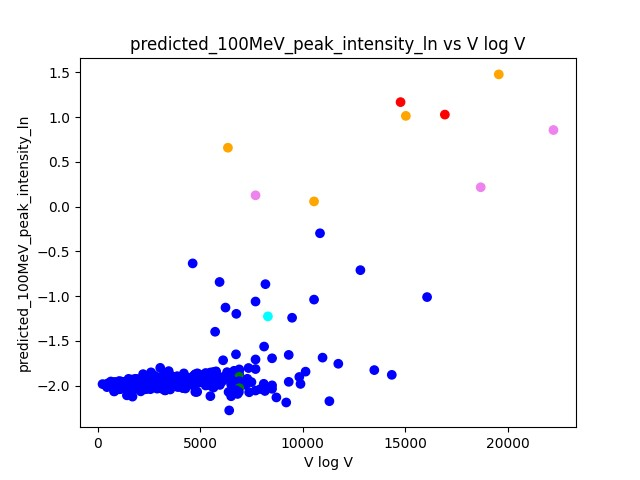 predicted_100MeV_peak_intensity_ln vs V log V
predicted_100MeV_peak_intensity_ln
1.5
1.0
0.5
0.0
−0.5
−1.0
−1.5
−2.0
0 5000 10000 15000 20000
V log V